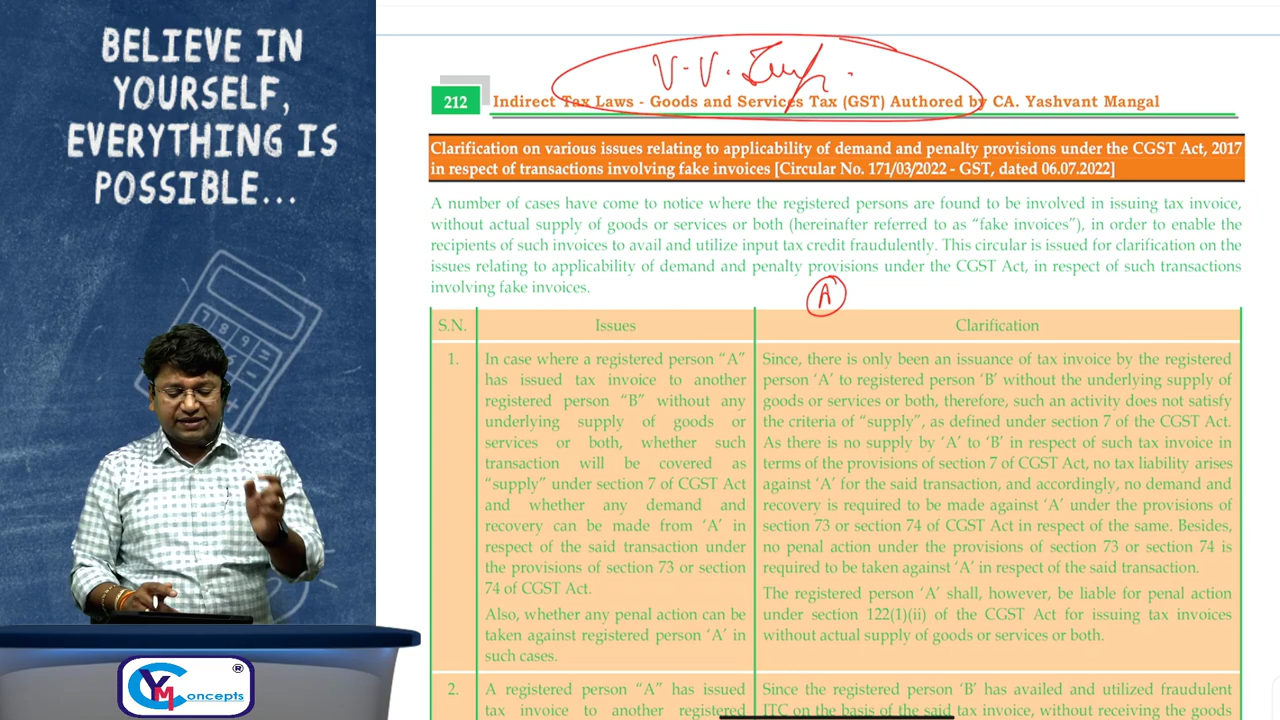 BELIEVE IN
YOURSELF,
EVERYTHING IS
POSSIBLE...
V.V. Imp.
212
Indirect Tax Laws - Goods and Services Tax (GST) Authored by CA. Yashvant Mangal
Clarification on various issues relating to applicability of demand and penalty provisions under the CGST Act, 2017
in respect of transactions involving fake invoices [Circular No. 171/03/2022 - GST, dated 06.07.2022]
A number of cases have come to notice where the registered persons are found to be involved in issuing tax invoice,
without actual supply of goods or services or both (hereinafter referred to as “fake invoices”), in order to enable the
recipients of such invoices to avail and utilize input tax credit fraudulently. This circular is issued for clarification on the
issues relating to applicability of demand and penalty provisions under the CGST Act, in respect of such transactions
involving fake invoices.
A
S.N.
Issues
Clarification
1.
In case where a registered person “A”
has issued tax invoice to another
registered person “B” without any
underlying supply of goods or
services or both, whether such
transaction will be covered as
“supply” under section 7 of CGST Act
and whether any demand and
recovery can be made from ‘A’ in
respect of the said transaction under
the provisions of section 73 or section
74 of CGST Act.
Also, whether any penal action can be
taken against registered person ‘A’ in
such cases.
Since, there is only been an issuance of tax invoice by the registered
person ‘A’ to registered person ‘B’ without the underlying supply of
goods or services or both, therefore, such an activity does not satisfy
the criteria of “supply”, as defined under section 7 of the CGST Act.
As there is no supply by ‘A’ to ‘B’ in respect of such tax invoice in
terms of the provisions of section 7 of CGST Act, no tax liability arises
against ‘A’ for the said transaction, and accordingly, no demand and
recovery is required to be made against ‘A’ under the provisions of
section 73 or section 74 of CGST Act in respect of the same. Besides,
no penal action under the provisions of section 73 or section 74 is
required to be taken against ‘A’ in respect of the said transaction.
The registered person ‘A’ shall, however, be liable for penal action
under section 122(1)(ii) of the CGST Act for issuing tax invoices
without actual supply of goods or services or both.
2.
A registered person “A” has issued
tax invoice to another registered
Since the registered person ‘B’ has availed and utilized fraudulent
ITC on the basis of the said tax invoice, without receiving the goods
YM Concepts ®
7 8 9 =